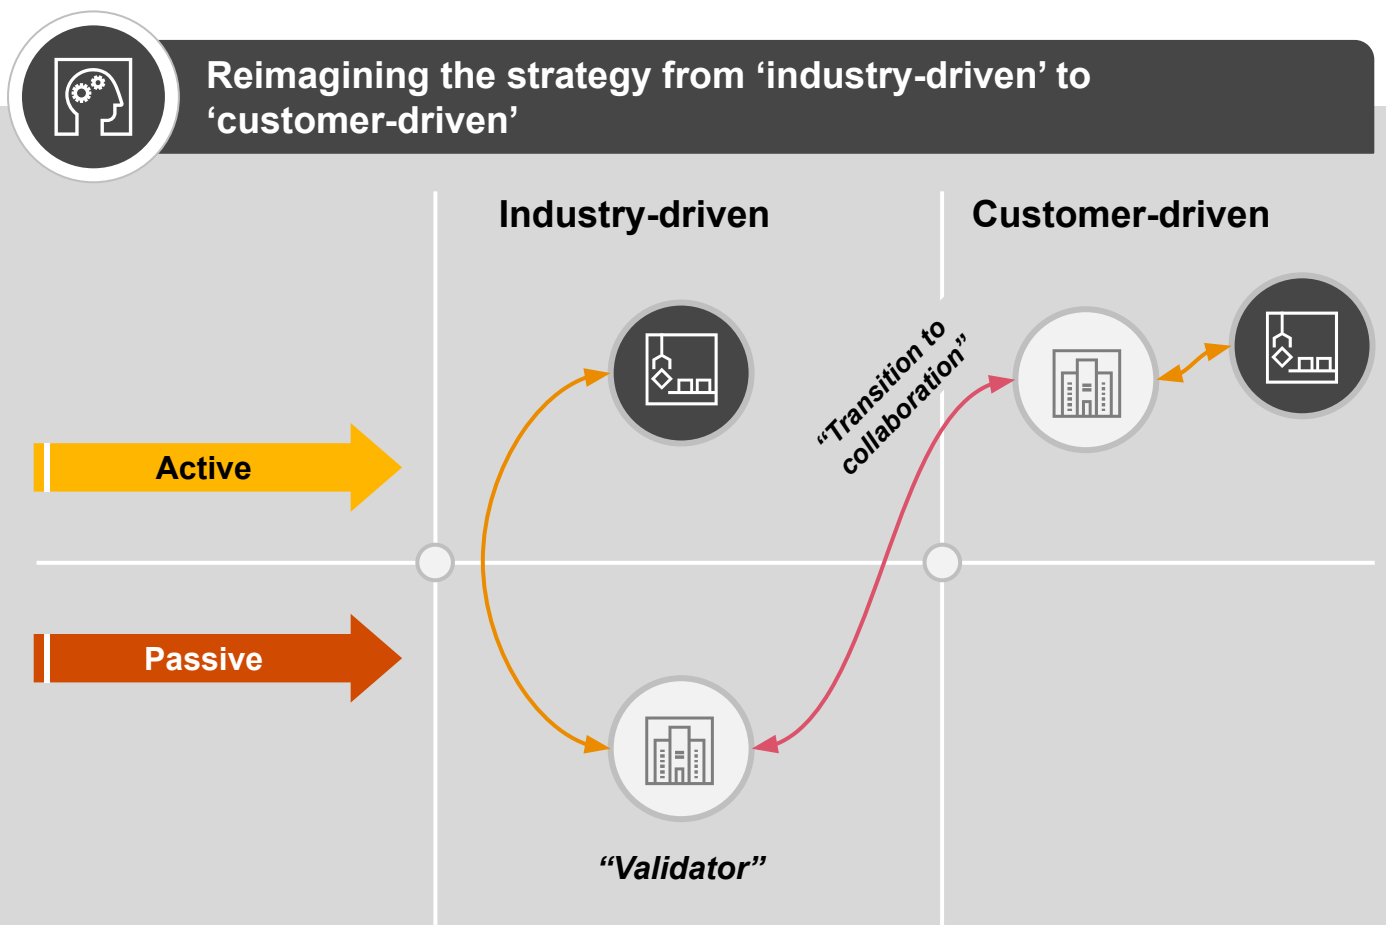 Reimagining the strategy from ‘industry-driven’ to
‘customer-driven’
Industry-driven
Customer-driven
“Transition to
collaboration”
Active
Passive
“Validator”